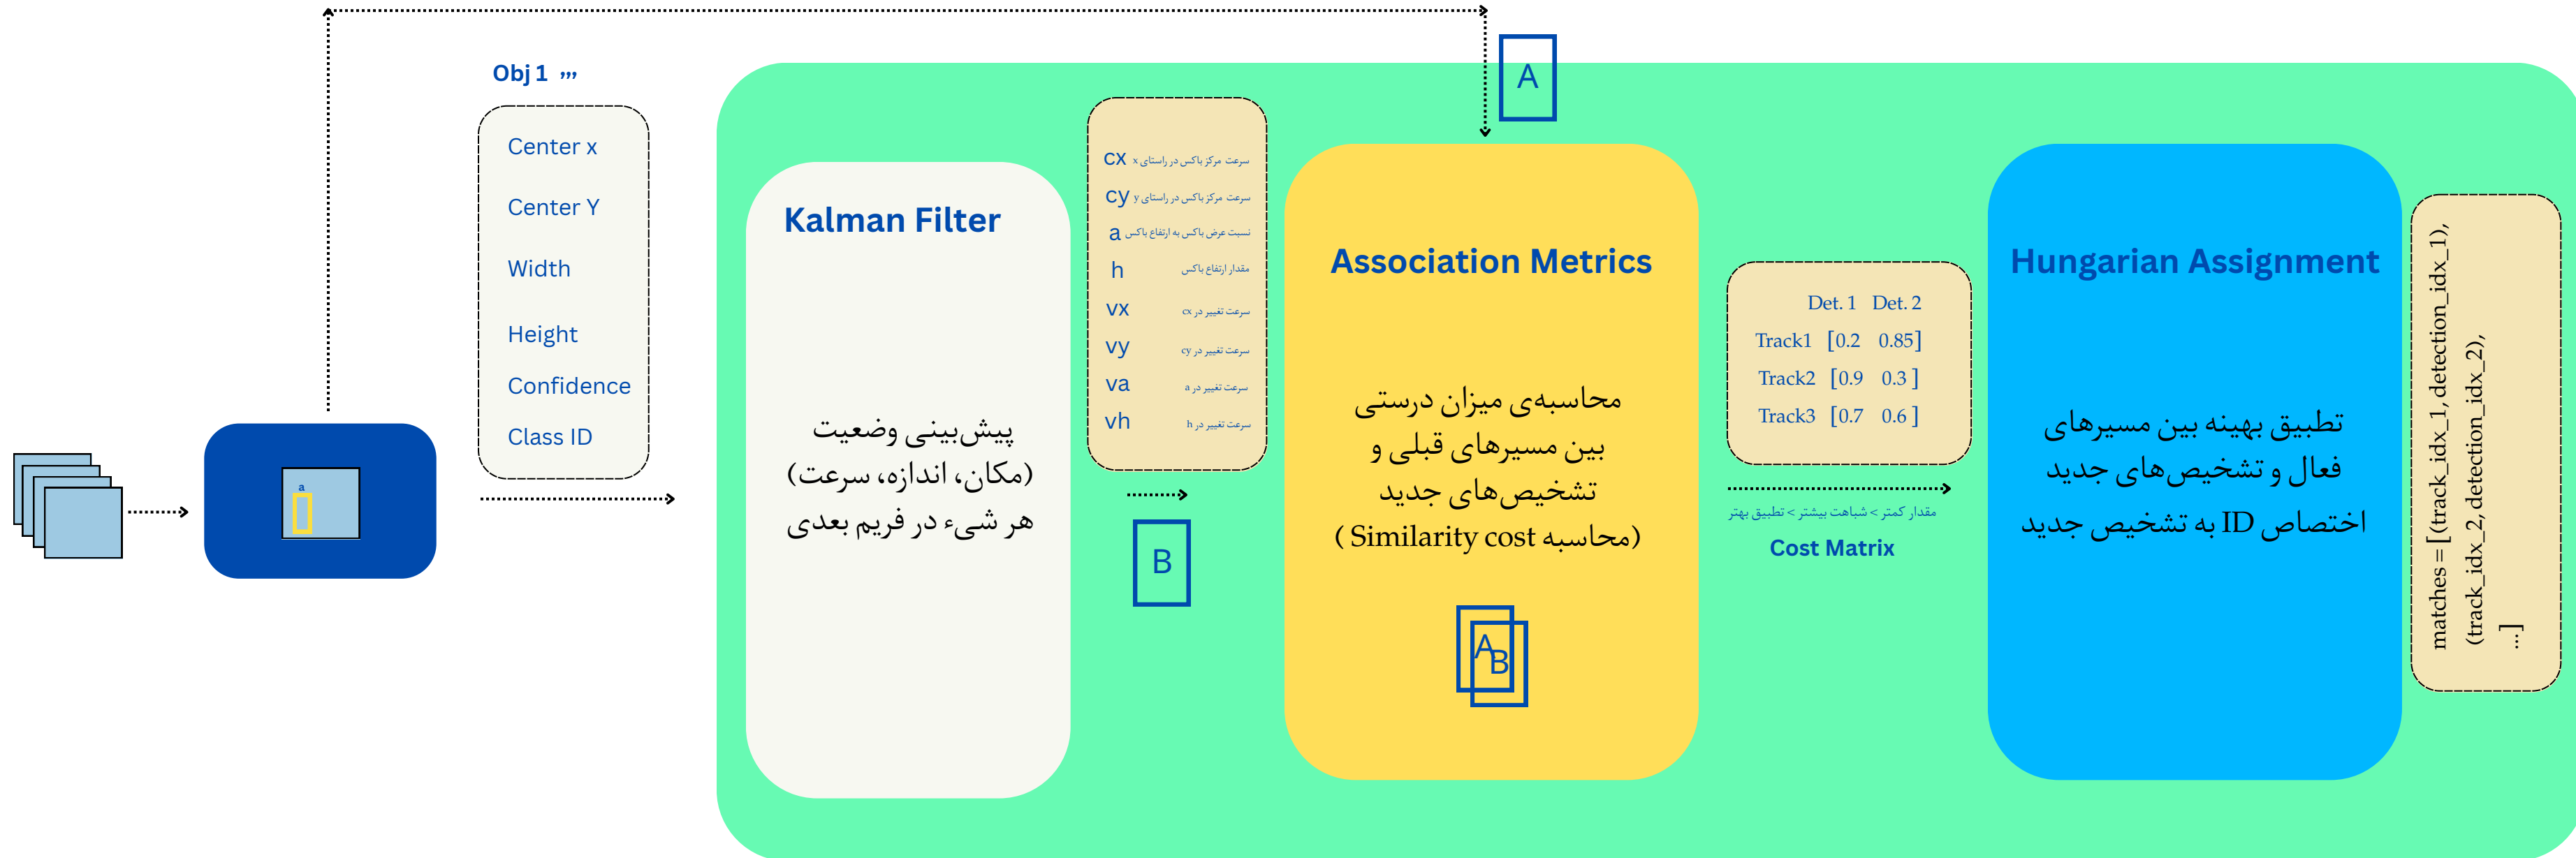 Obj 1 ,,,
Center x
Center Y
Width
Height
Confidence
Class ID
a
Kalman Filter
پیش‌بینی وضعیت
(مکان، اندازه، سرعت)
هر شیء در فریم بعدی
cx سرعت مرکز باکس در راستای x
cy سرعت مرکز باکس در راستای y
a نسبت عرض باکس به ارتفاع باکس
h مقدار ارتفاع باکس
vx سرعت تغییر در cx
vy سرعت تغییر در cy
va سرعت تغییر در a
vh سرعت تغییر در h
B
A
Association Metrics
محاسبه‌ی میزان درستی
بین مسیرهای قبلی و
تشخیص‌های جدید
(محاسبه Similarity cost )
A
B
Det. 1 Det. 2
Track1 [0.2 0.85]
Track2 [0.9 0.3 ]
Track3 [0.7 0.6 ]
مقدار کمتر > شباهت بیشتر > تطبیق بهتر
Cost Matrix
Hungarian Assignment
تطبیق بهینه بین مسیرهای
فعال و تشخیص‌های جدید
اختصاص ID به تشخیص جدید
matches = [(track_idx_1, detection_idx_1),
(track_idx_2, detection_idx_2),
...]